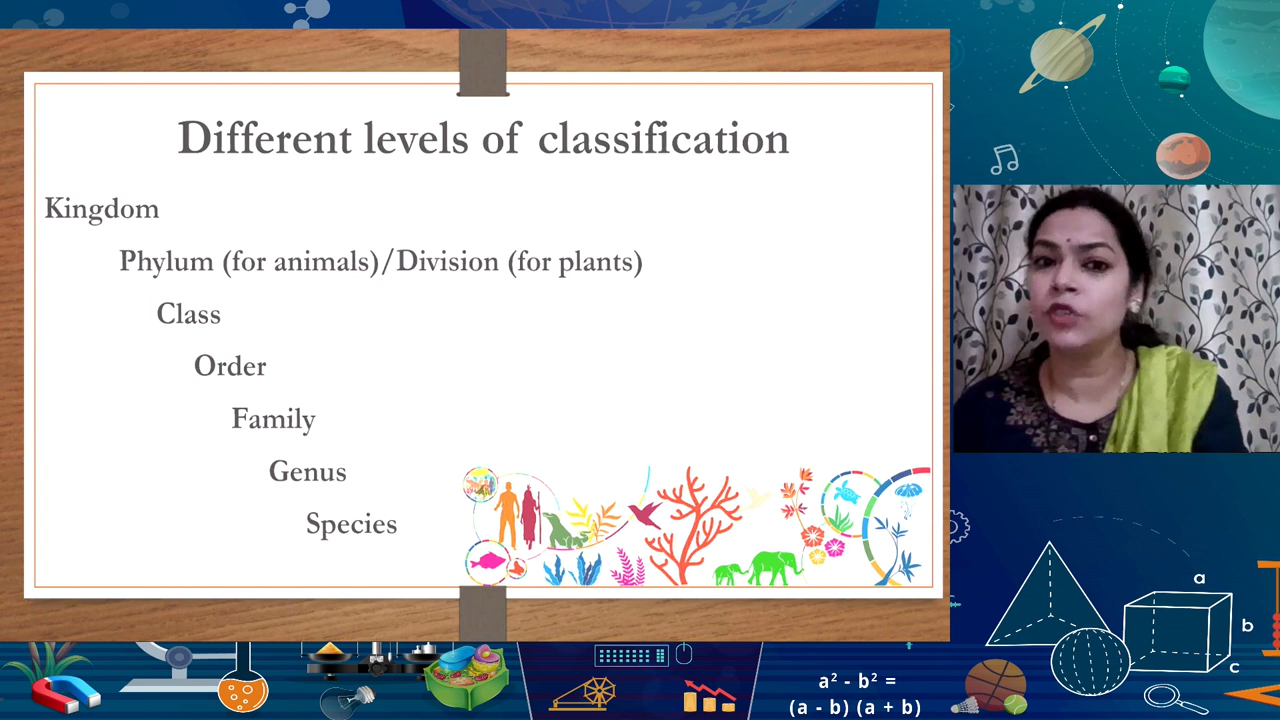 Different levels of classification
Kingdom
Phylum (for animals)/Division (for plants)
Class
Order
Family
Genus
Species
a
b
c
a² - b² =
(a - b) (a + b)